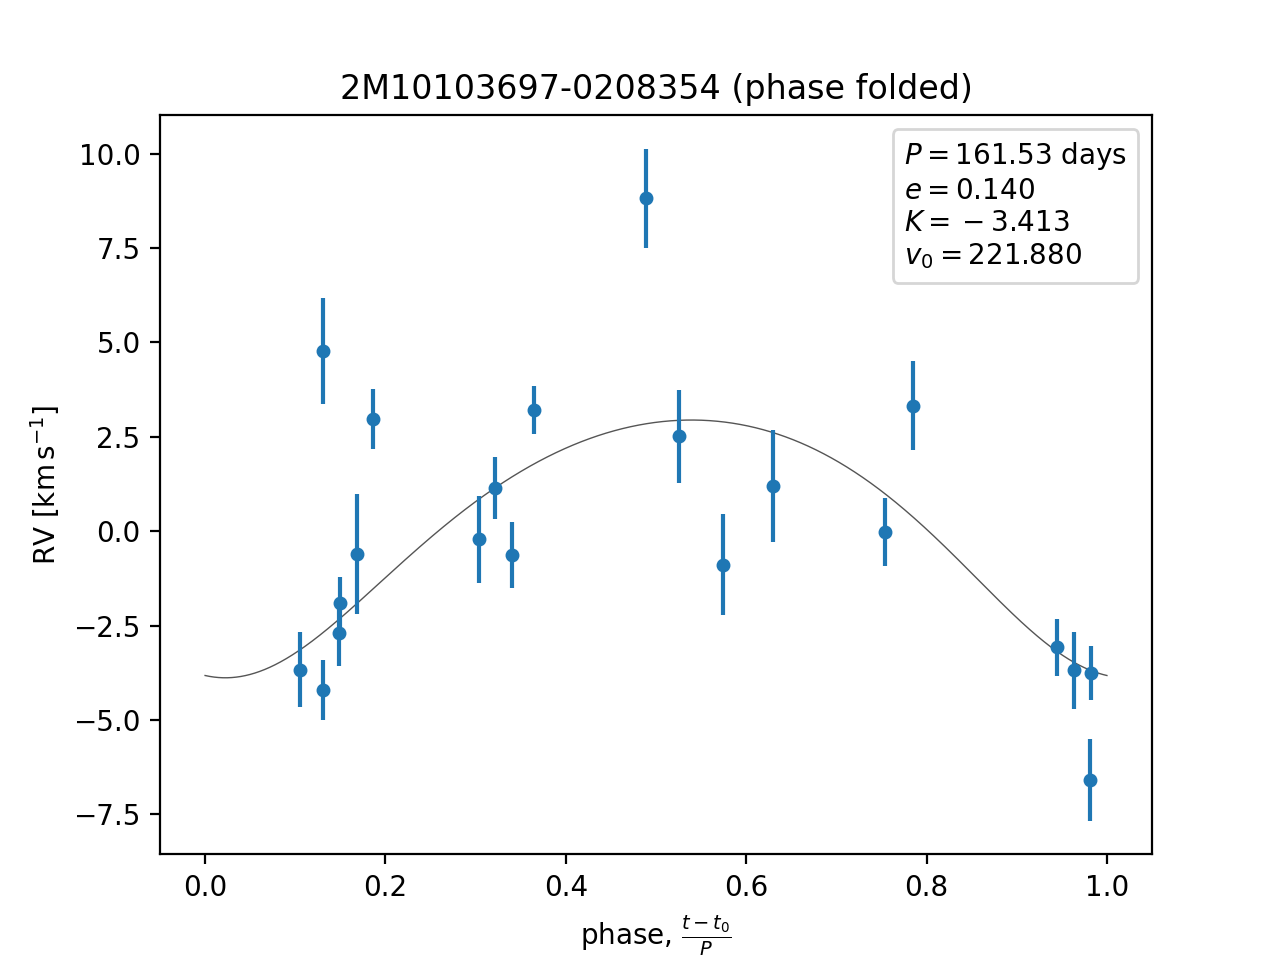 2M10103697-0208354 (phase folded)
P = 161.53 days
e = 0.140
K = −3.413
v₀ = 221.880
10.0
7.5
5.0
2.5
0.0
−2.5
−5.0
−7.5
RV [km s⁻¹]
0.0 0.2 0.4 0.6 0.8 1.0
phase, (t − t₀)/P